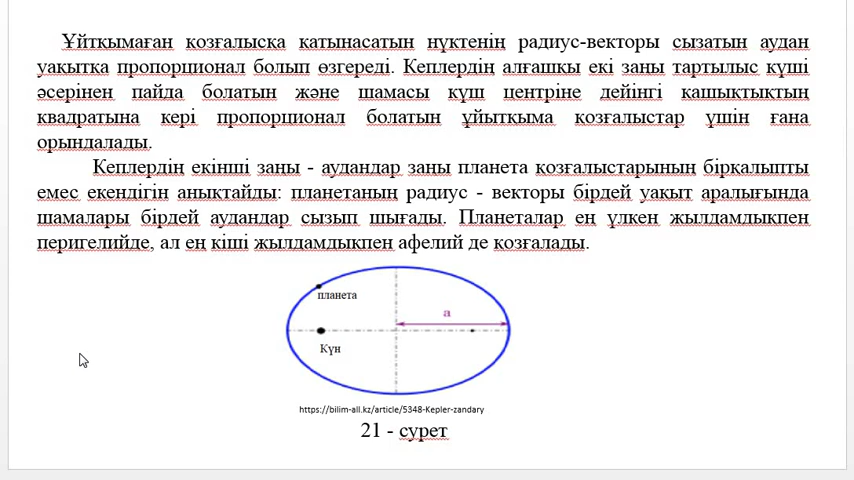 Ұйтқымаған қозғалысқа қатынасатын нүктенің радиус-векторы сызатын аудан
уақытқа пропорционал болып өзгереді. Кеплердің алғашқы екі заңы тартылыс күші
әсерінен пайда болатын және шамасы күш центріне дейінгі қашықтықтың
квадратына кері пропорционал болатын ұйытқыма қозғалыстар үшін ғана
орындалады.
Кеплердің екінші заңы - аудандар заңы планета қозғалыстарының бірқалыпты
емес екендігін анықтайды: планетаның радиус - векторы бірдей уақыт аралығында
шамалары бірдей аудандар сызып шығады. Планеталар ең үлкен жылдамдықпен
перигелийде, ал ең кіші жылдамдықпен афелий де қозғалады.
планета
a
Күн
https://bilim-all.kz/article/5348-Kepler-zandary
21 - сурет